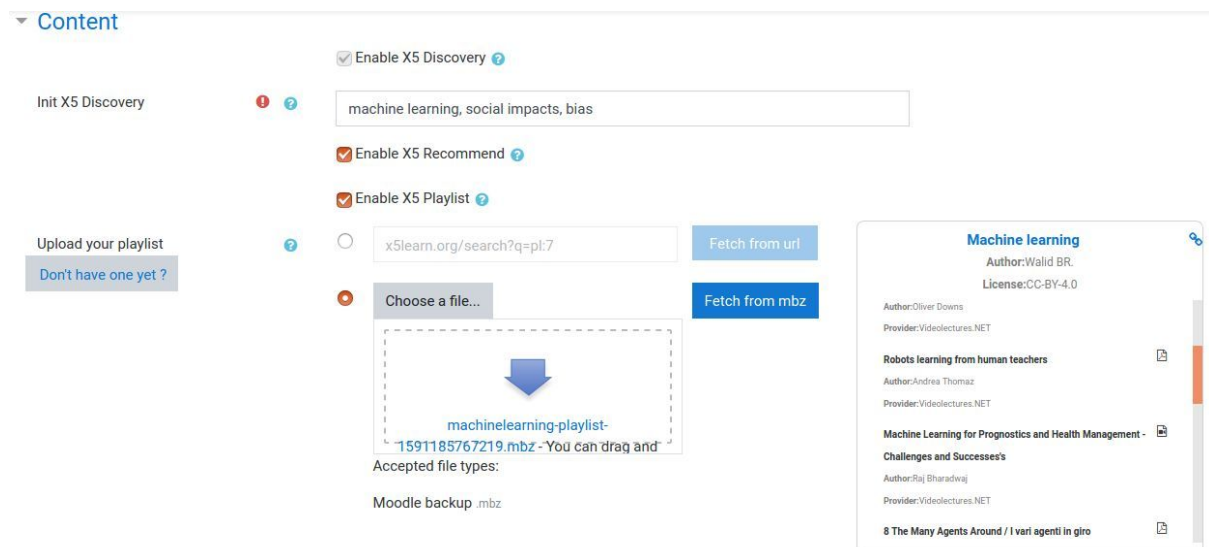 Content
Enable X5 Discovery
Init X5 Discovery
machine learning, social impacts, bias
Enable X5 Recommend
Enable X5 Playlist
Upload your playlist
Don't have one yet ?
x5learn.org/search?q=pl:7
Fetch from url
Choose a file...
Fetch from mbz
machinelearning-playlist-
1591185767219.mbz - You can drag and
Accepted file types:
Moodle backup .mbz
Machine learning
Author:Walid BR.
License:CC-BY-4.0
Author:Oliver Downs
Provider:Videolectures.NET
Robots learning from human teachers
Author:Andrea Thomaz
Provider:Videolectures.NET
Machine Learning for Prognostics and Health Management -
Challenges and Successes's
Author:Raj Bharadwaj
Provider:Videolectures.NET
8 The Many Agents Around / I vari agenti in giro